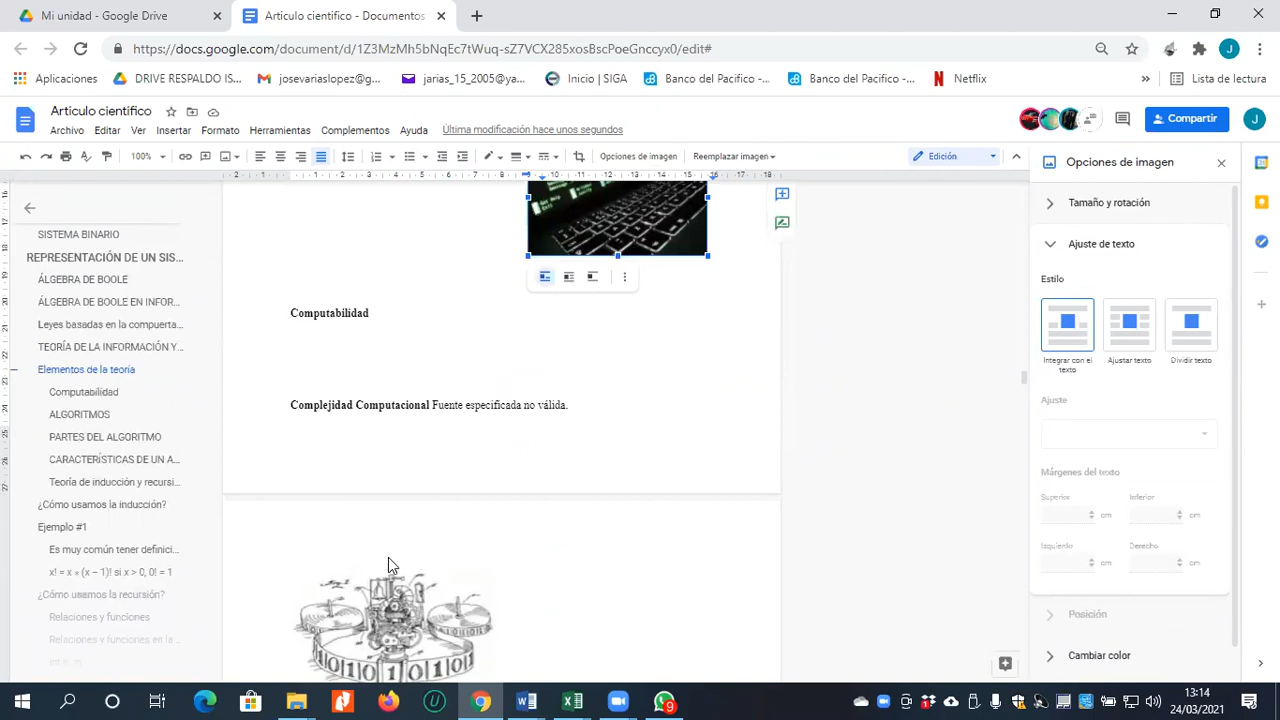 Mi unidad - Google Drive
Articulo cientifico - Documentos
https://docs.google.com/document/d/1Z3MzMh5bNqEc7tWuq-sZ7VCX285xosBscPoeGnccyx0/edit#
Aplicaciones
DRIVE RESPALDO IS...
josevariaslopez@g...
jarias_15_2005@ya...
Inicio | SIGA
Banco del Pacifico -...
Banco del Pacifico -...
Netflix
Lista de lectura
Articulo cientifico
Archivo Editar Ver Insertar Formato Herramientas Complementos Ayuda
Última modificación hace unos segundos
Compartir
100%
Opciones de imagen
Reemplazar imagen
Edición
Opciones de imagen
Tamaño y rotación
Ajuste de texto
Estilo
Integrar con el texto
Ajustar texto
Dividir texto
Ajuste
Márgenes del texto
Superior
Inferior
cm
cm
Izquierdo
Derecho
cm
cm
Posición
Cambiar color
SISTEMA BINARIO
REPRESENTACIÓN DE UN SIS...
ÁLGEBRA DE BOOLE
ÁLGEBRA DE BOOLE EN INFOR...
Leyes basadas en la compuerta...
TEORÍA DE LA INFORMACIÓN Y...
Elementos de la teoría
Computabilidad
ALGORITMOS
PARTES DEL ALGORITMO
CARACTERÍSTICAS DE UN A...
Teoría de inducción y recursi...
¿Cómo usamos la inducción?
Ejemplo #1
Es muy común tener definici...
x! = x * (x – 1)! si x > 0, 0! = 1
¿Cómo usamos la recursión?
Relaciones y funciones
Relaciones y funciones en la ...
Computabilidad
Complejidad Computacional Fuente especificada no válida.
13:14
24/03/2021